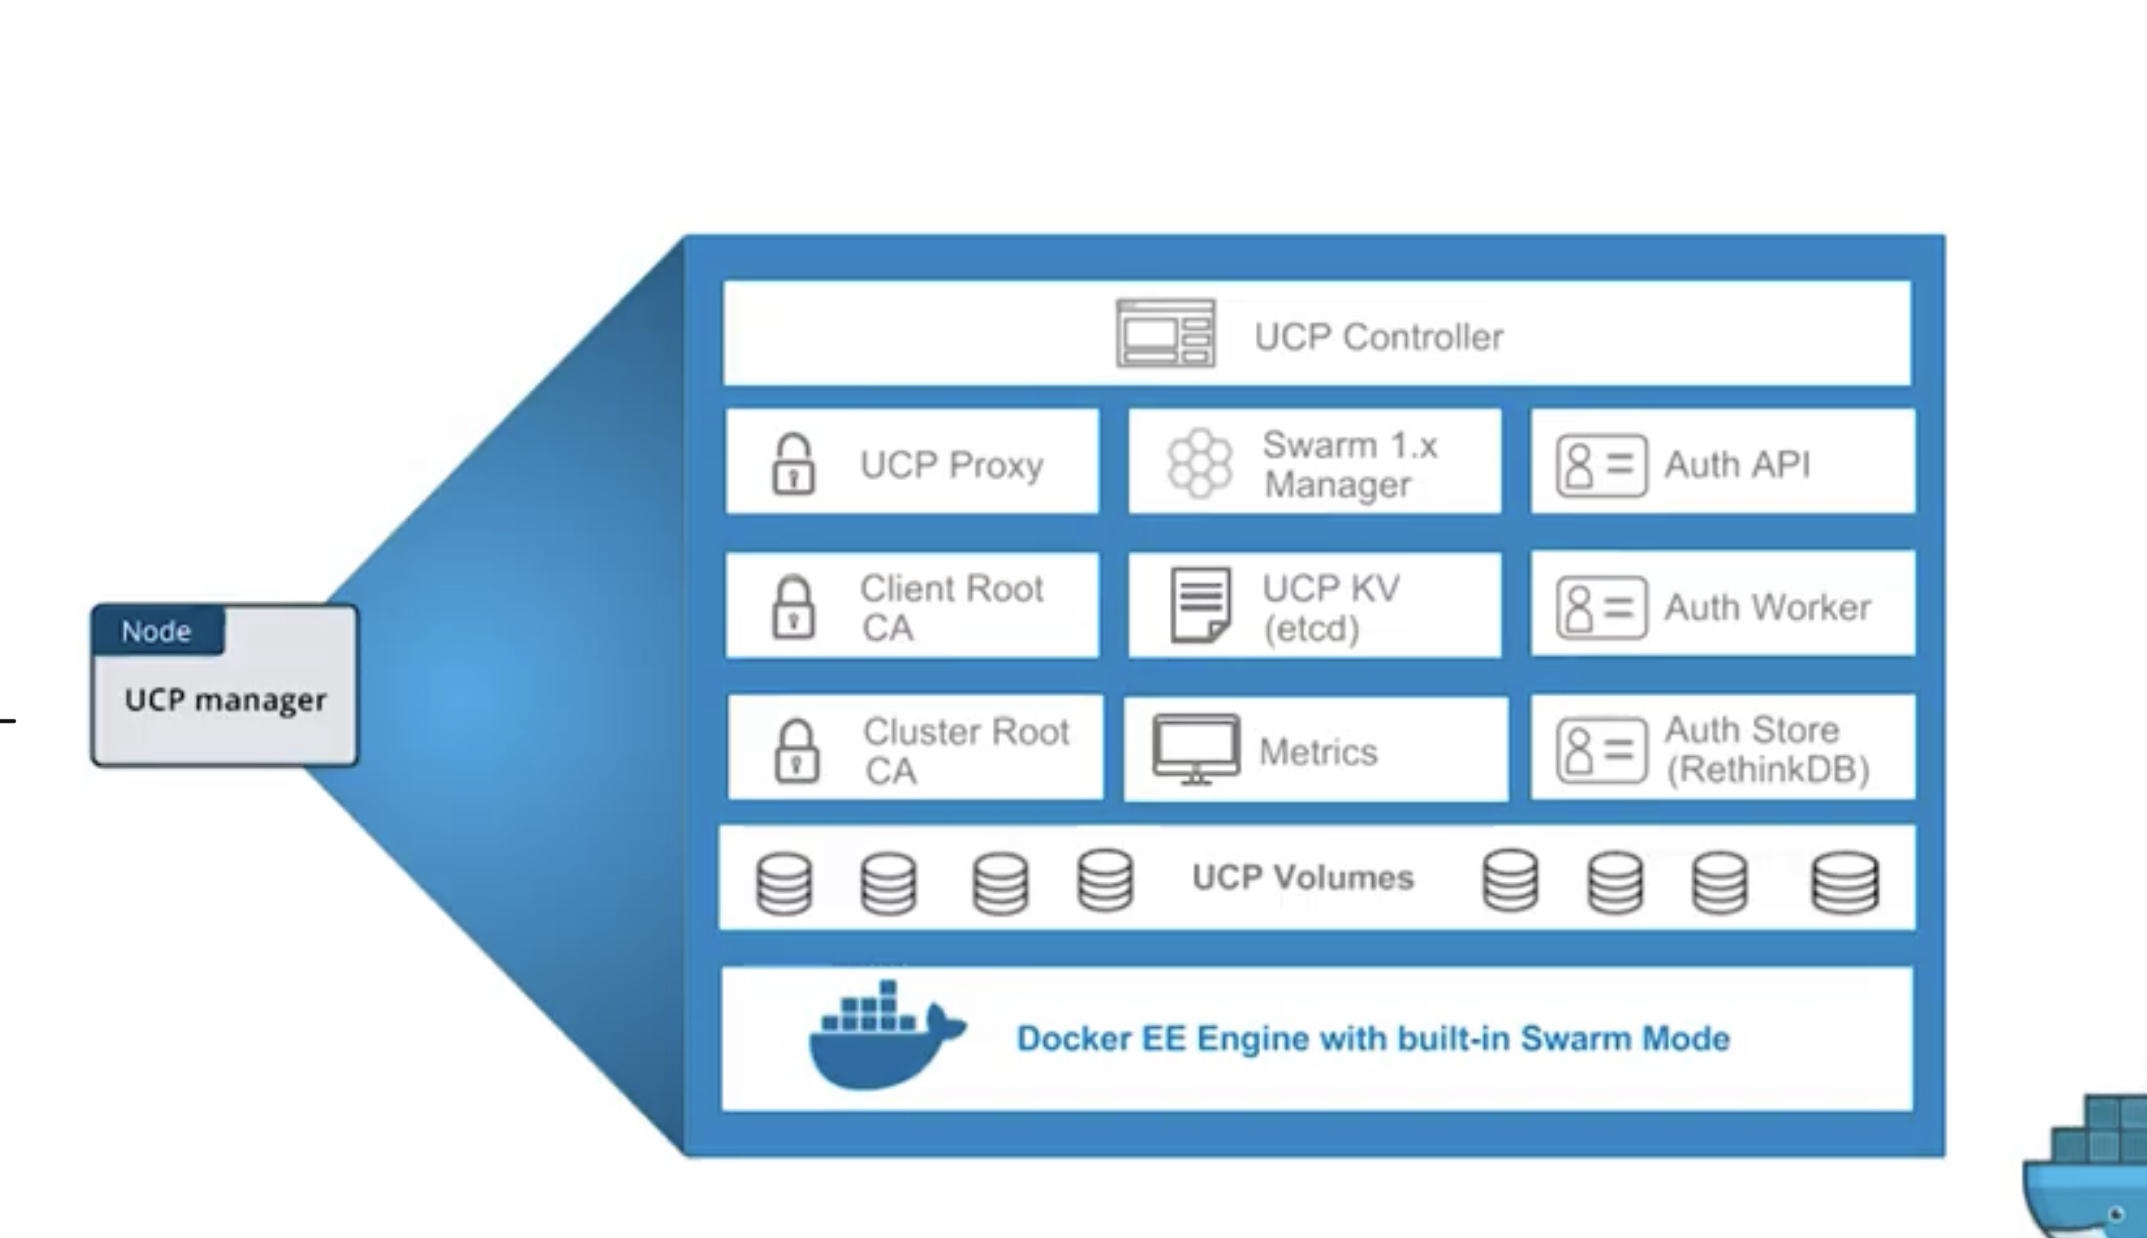 UCP Controller
UCP Proxy
Swarm 1.x
Manager
Auth API
Client Root
CA
UCP KV
(etcd)
Auth Worker
Node
UCP manager
Cluster Root
CA
Metrics
Auth Store
(RethinkDB)
UCP Volumes
Docker EE Engine with built-in Swarm Mode